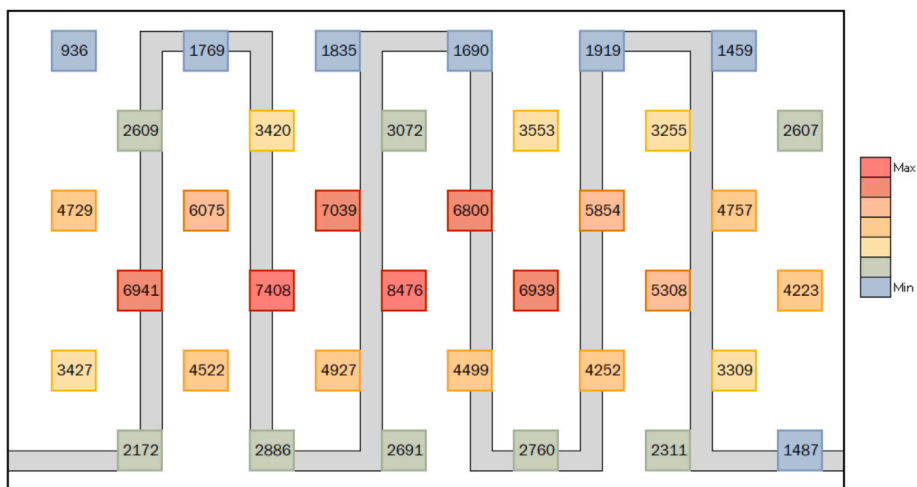 936 1769 1835 1690 1919 1459
2609 3420 3072 3553 3255 2607
Max
4729 6075 7039 6800 5854 4757
6941 7408 8476 6939 5308 4223
Min
3427 4522 4927 4499 4252 3309
2172 2886 2691 2760 2311 1487